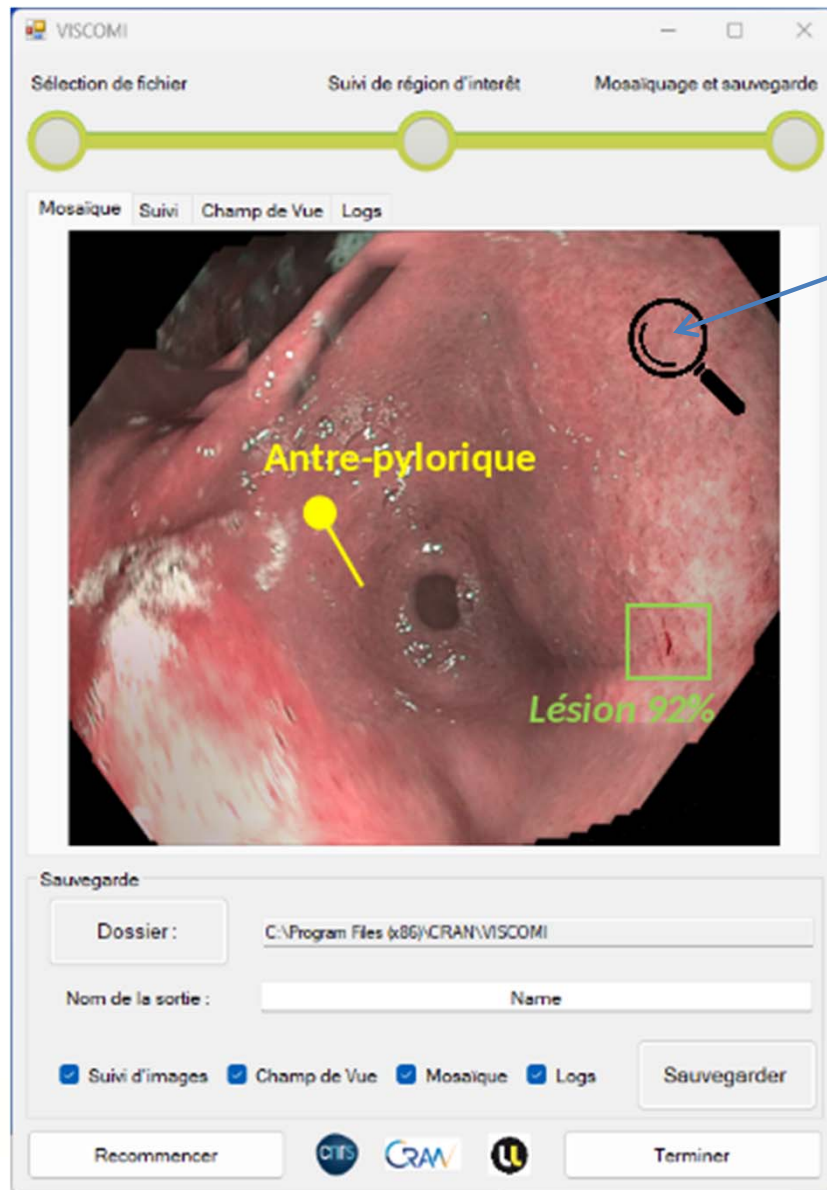 VISCOMI
Sélection de fichier Suivi de région d'interêt Mosaïquage et sauvegarde
Mosaïque Suivi Champ de Vue Logs
Antre-pylorique
Lésion 92%
Sauvegarde
Dossier : C:\Program Files (x86)\CRAN\VISCOMI
Nom de la sortie : Name
Suivi d'images Champ de Vue Mosaïque Logs Sauvegarder
Recommencer cnrs CRAN Terminer